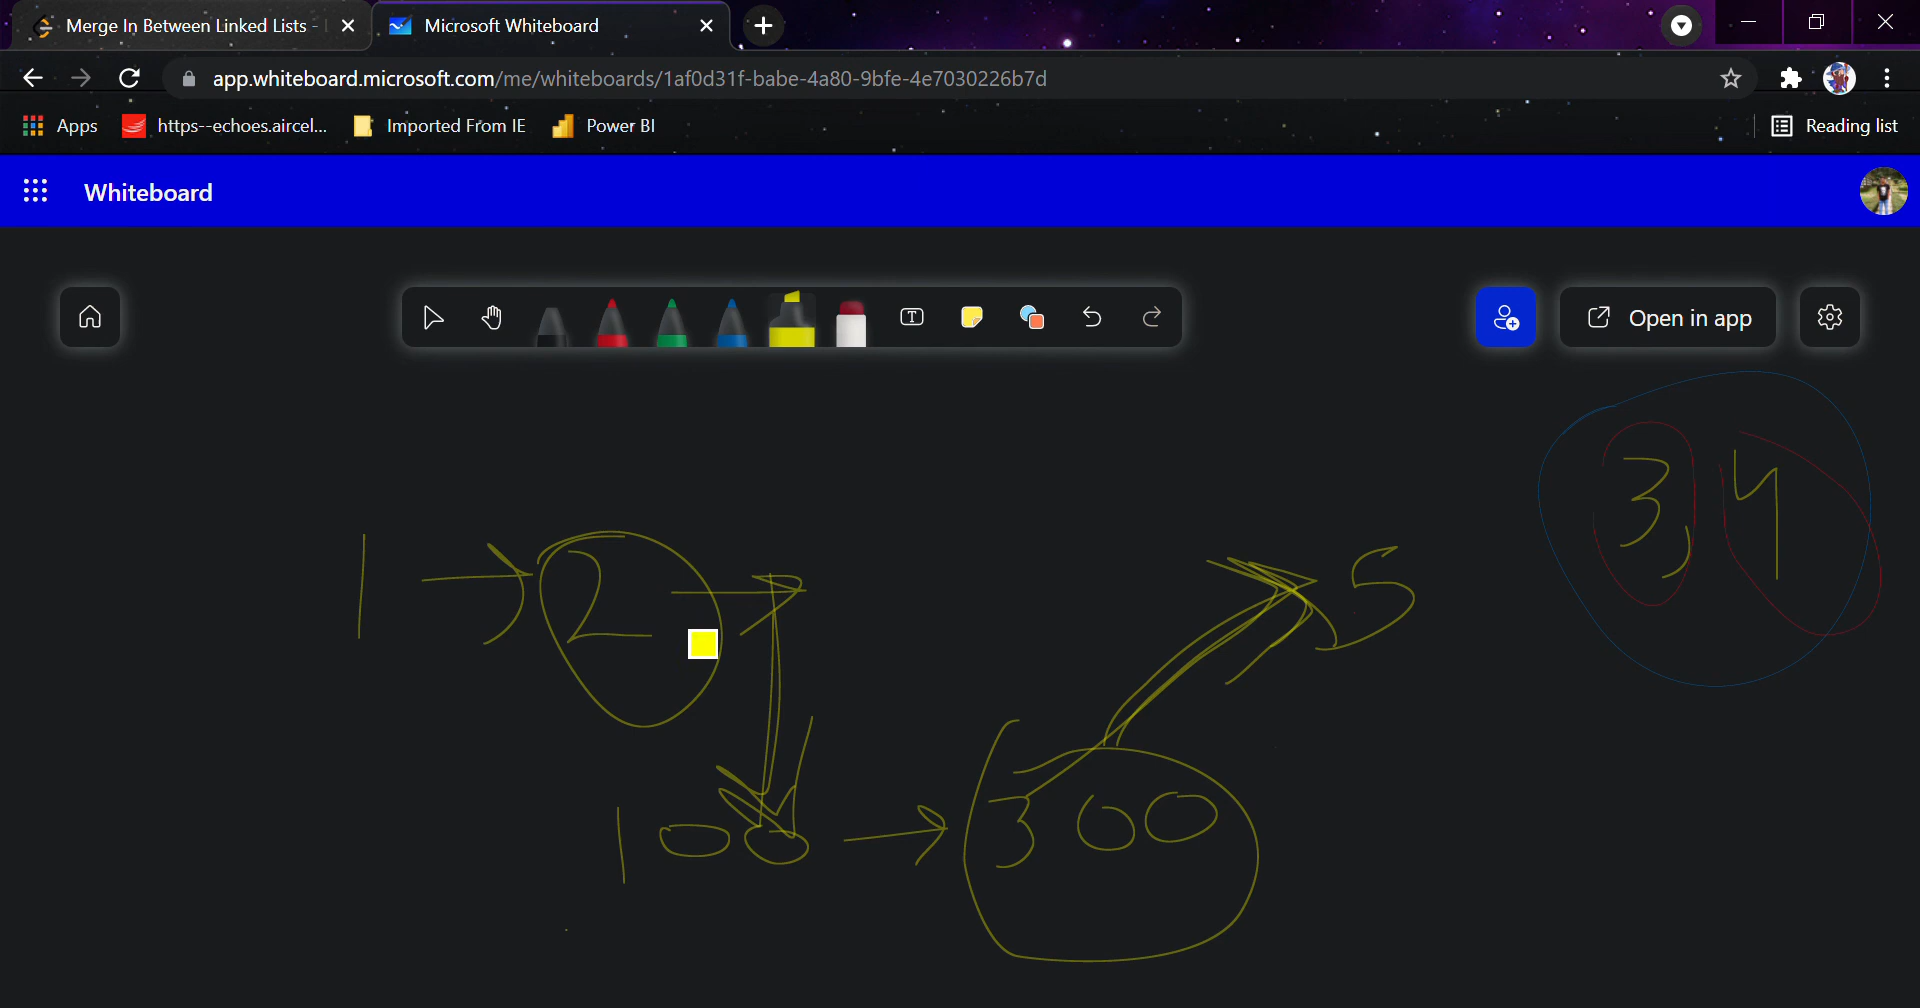 Merge In Between Linked Lists -
Microsoft Whiteboard
app.whiteboard.microsoft.com/me/whiteboards/1af0d31f-babe-4a80-9bfe-4e7030226b7d
Apps https--echoes.aircel... Imported From IE Power BI Reading list
Whiteboard
T Open in app
3, 4
1 → 2 → → 5
100 → 300